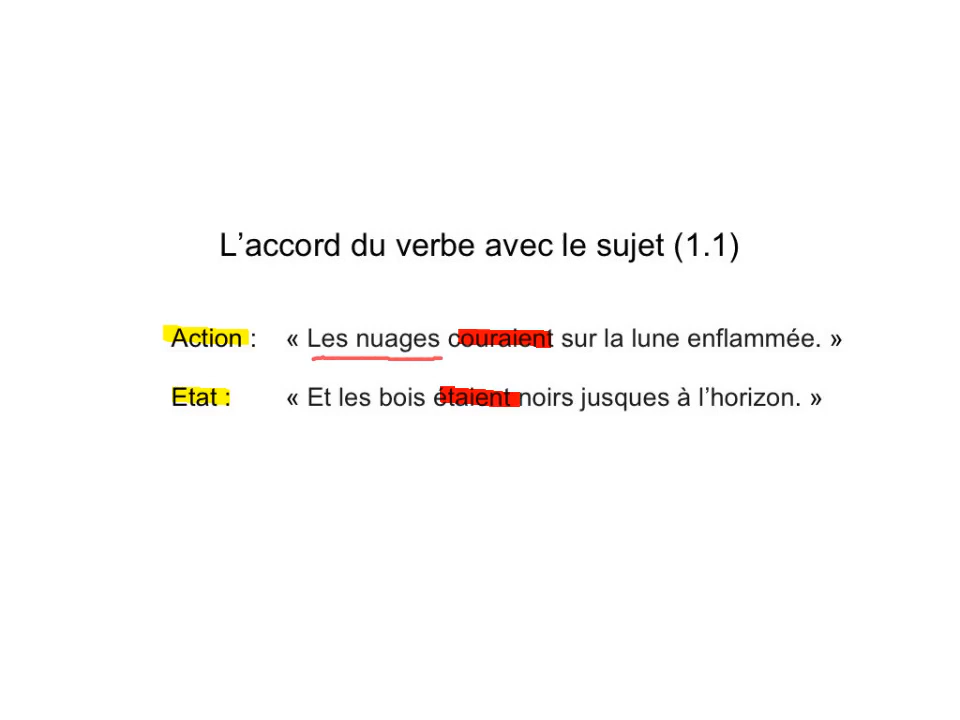 L’accord du verbe avec le sujet (1.1)
Action : « Les nuages couraient sur la lune enflammée. »
Etat : « Et les bois étaient noirs jusques à l’horizon. »